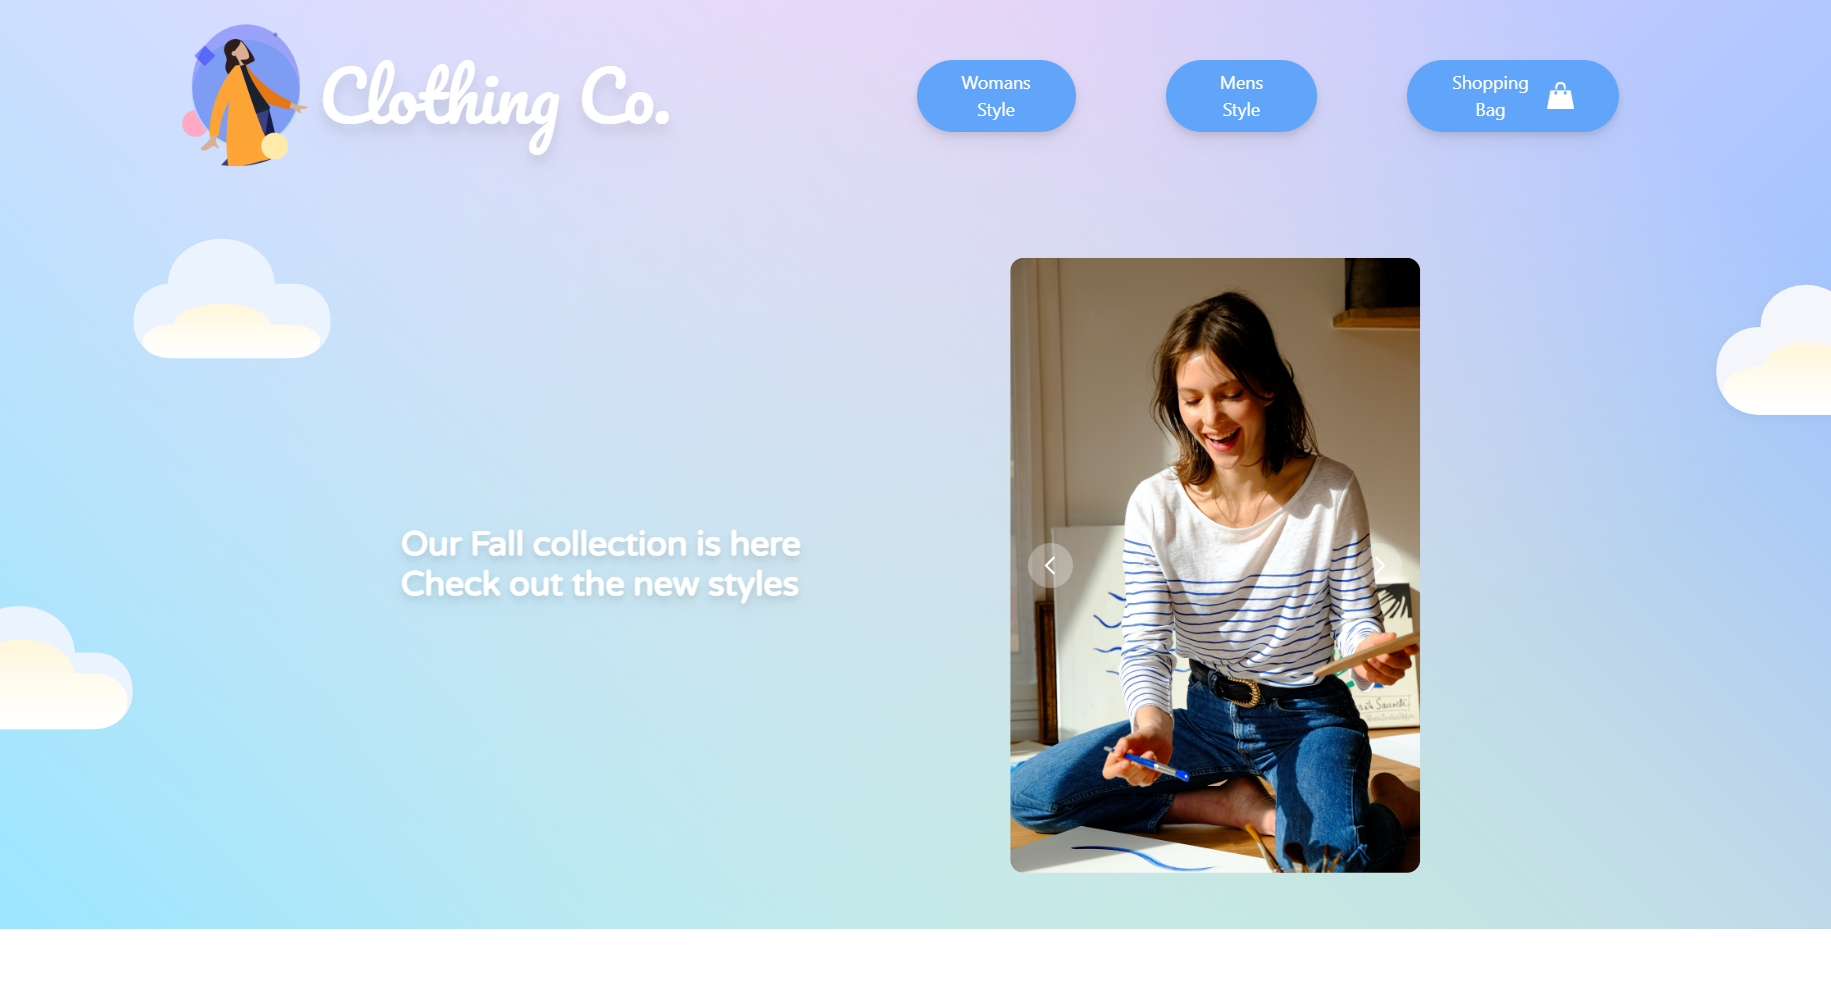 Clothing Co.
Womans
Style
Mens
Style
Shopping
Bag
Our Fall collection is here
Check out the new styles